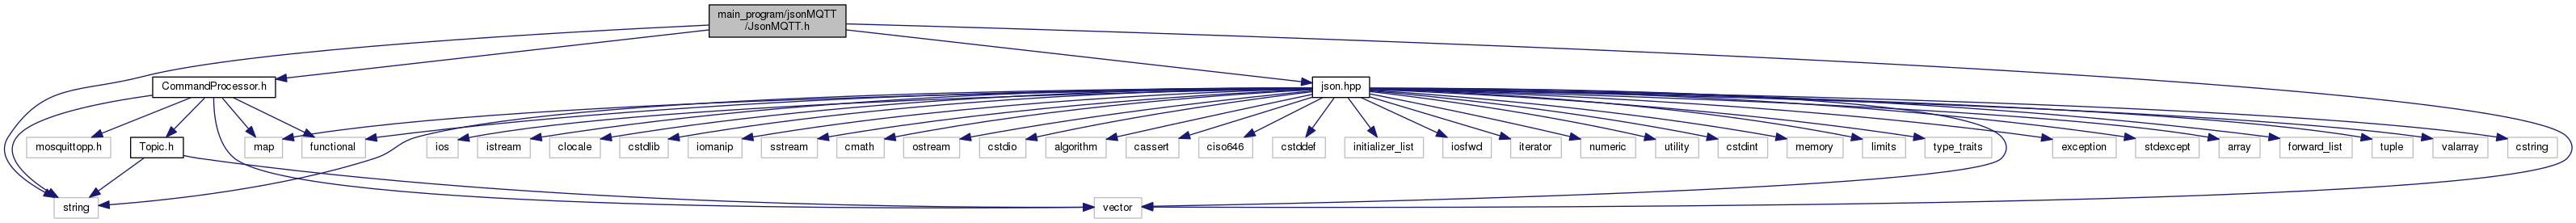 main_program/jsonMQTT
/JsonMQTT.h
CommandProcessor.h
json.hpp
mosquittopp.h
Topic.h
map
functional
ios
istream
clocale
cstdlib
iomanip
sstream
cmath
ostream
cstdio
algorithm
cassert
ciso646
cstddef
initializer_list
iosfwd
iterator
numeric
utility
cstdint
memory
limits
type_traits
exception
stdexcept
array
forward_list
tuple
valarray
cstring
string
vector